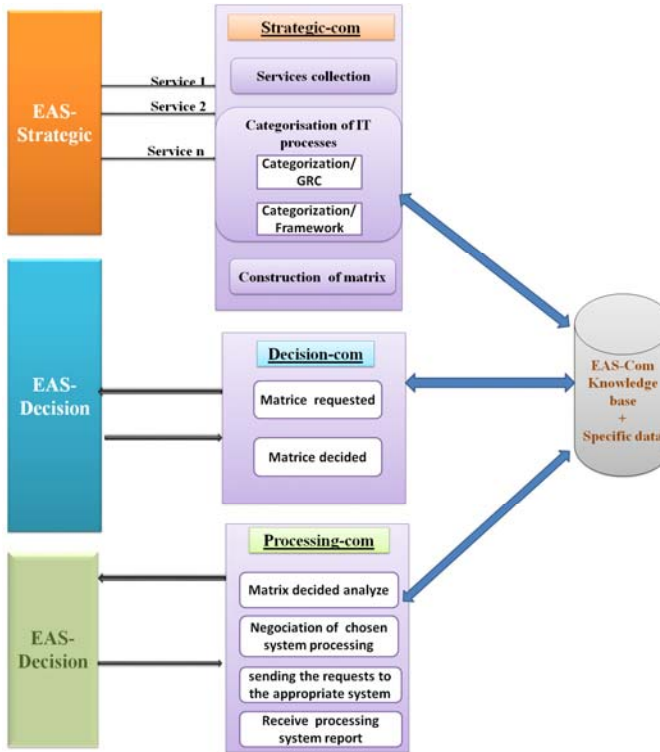 Strategic-com
Services collection
Service 1
Service 2
Service n
EAS-
Strategic
Categorisation of IT
processes
Categorization/
GRC
Categorization/
Framework
Construction of matrix
EAS-
Decision
Decision-com
Matrice requested
Matrice decided
EAS-Com
Knowledge
base
+
Specific data
EAS-
Decision
Processing-com
Matrix decided analyze
Negociation of chosen
system processing
sending the requests to
the appropriate system
Receive processing
system report